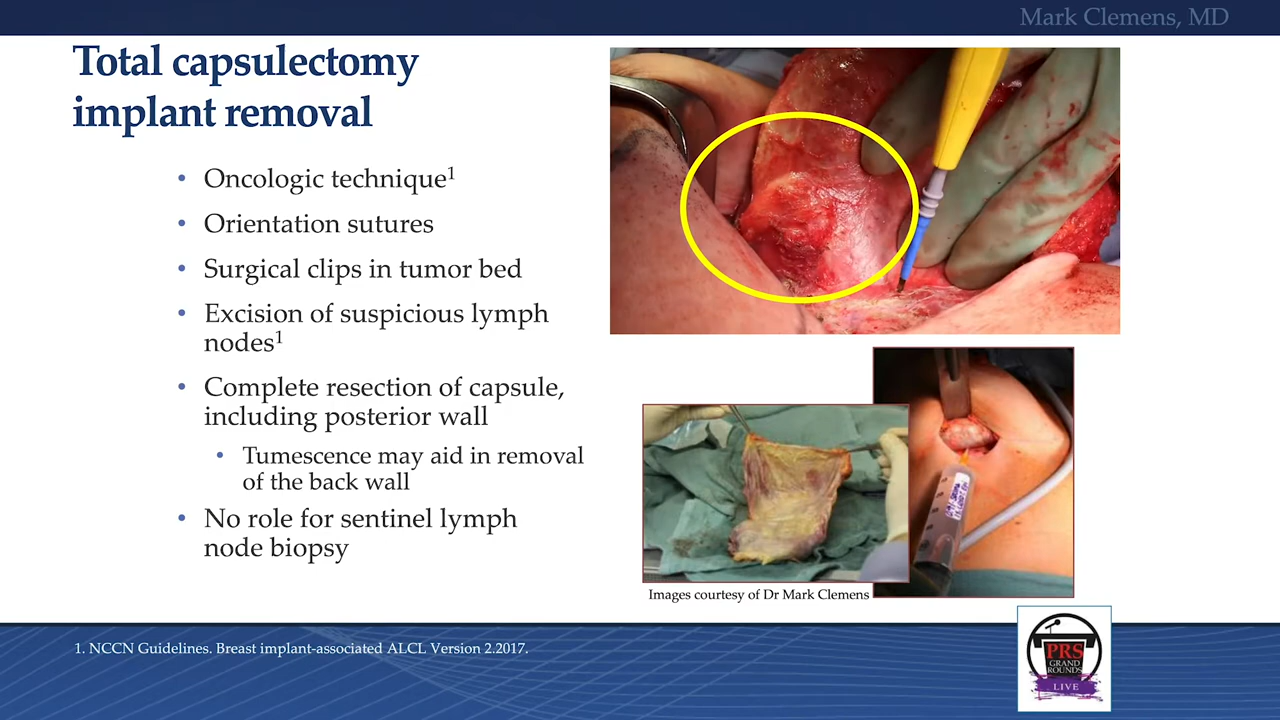 Mark Clemens, MD
Total capsulectomy
implant removal
• Oncologic technique1
• Orientation sutures
• Surgical clips in tumor bed
• Excision of suspicious lymph
nodes1
• Complete resection of capsule,
including posterior wall
• Tumescence may aid in removal
of the back wall
• No role for sentinel lymph
node biopsy
Images courtesy of Dr Mark Clemens
1. NCCN Guidelines. Breast implant-associated ALCL Version 2.2017.
PRS
GRAND
ROUNDS
LIVE